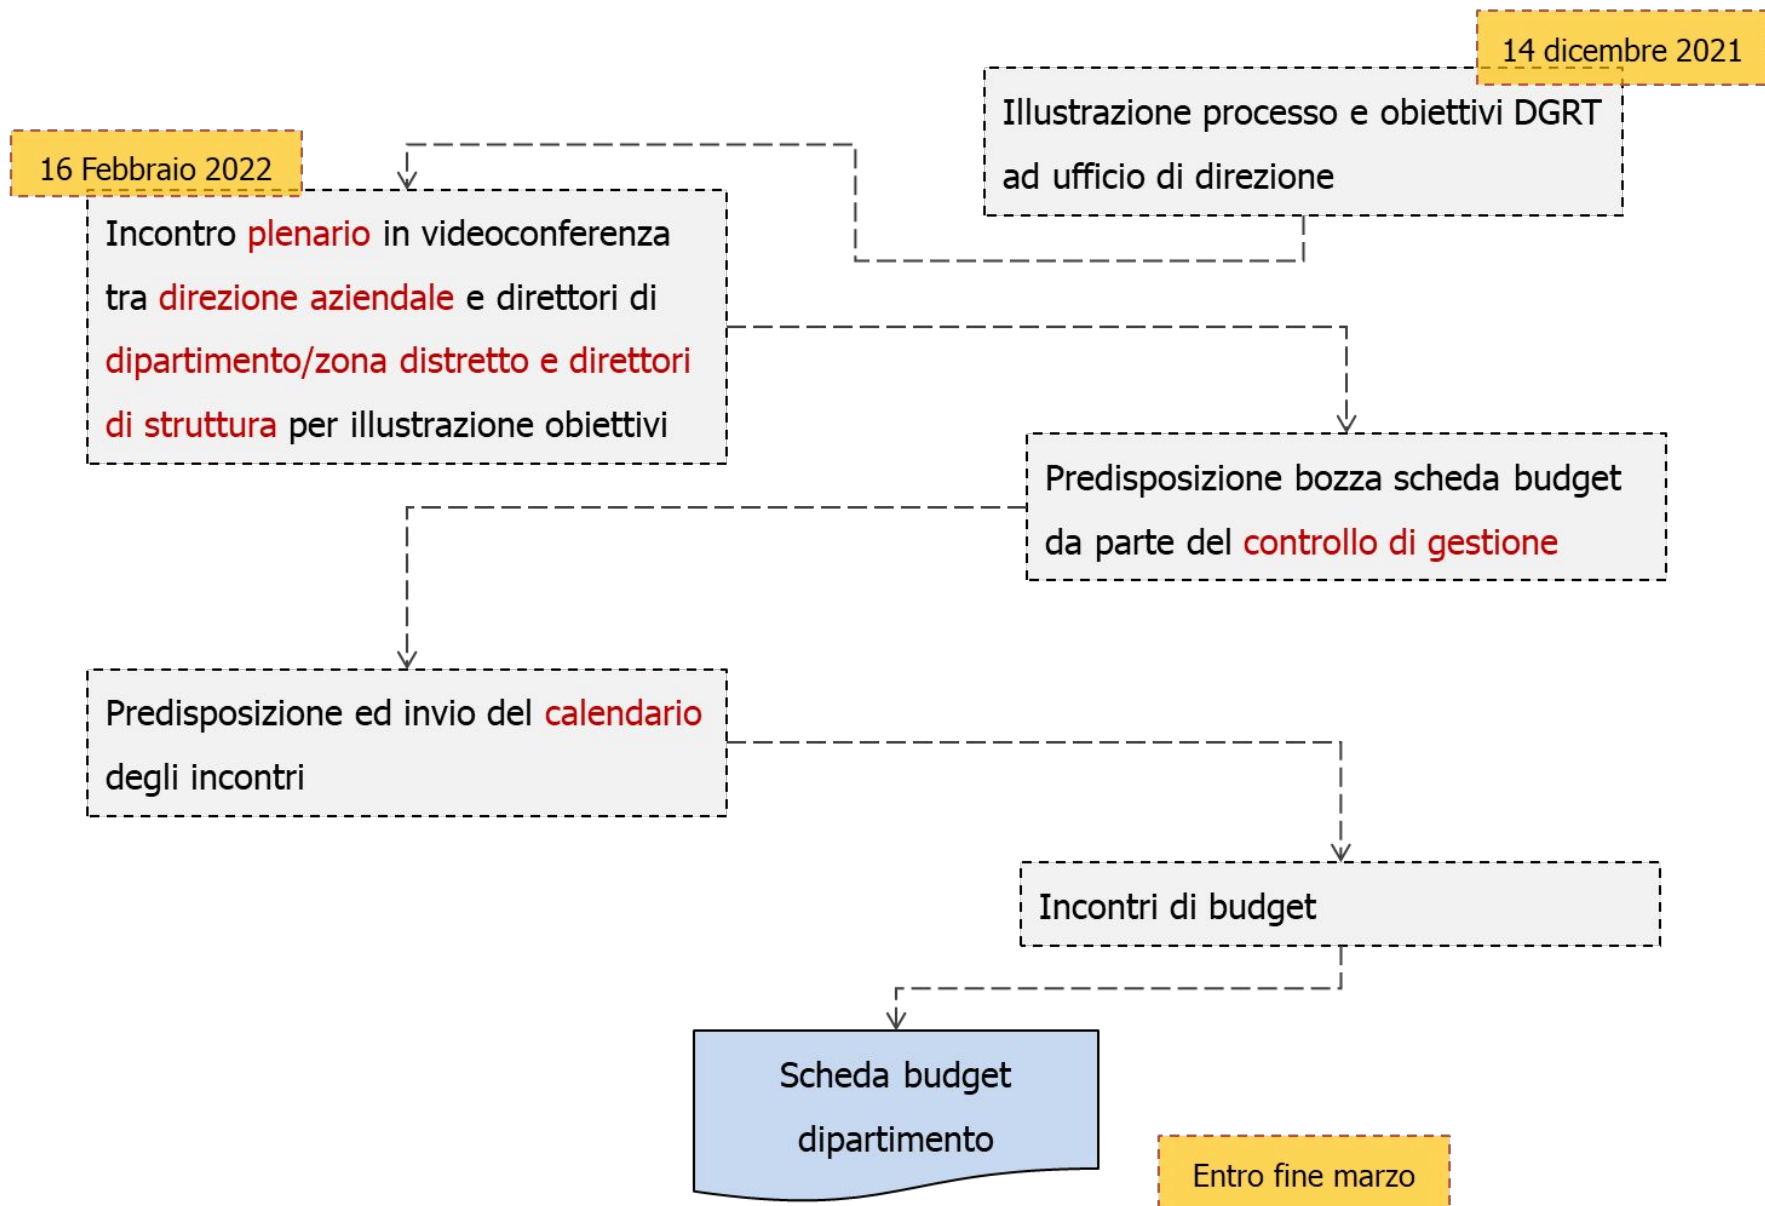 14 dicembre 2021
Illustrazione processo e obiettivi DGRT
ad ufficio di direzione
16 Febbraio 2022
Incontro plenario in videoconferenza
tra direzione aziendale e direttori di
dipartimento/zona distretto e direttori
di struttura per illustrazione obiettivi
Predisposizione bozza scheda budget
da parte del controllo di gestione
Predisposizione ed invio del calendario
degli incontri
Incontri di budget
Scheda budget
dipartimento
Entro fine marzo